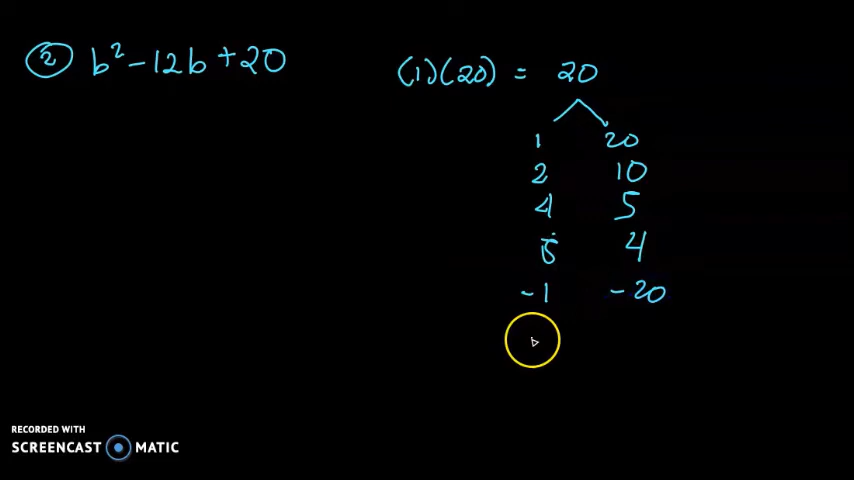 ② b² - 12b + 20
(1)(20) = 20
1 20
2 10
4 5
5 4
-1 -20
RECORDED WITH
SCREENCAST MATIC